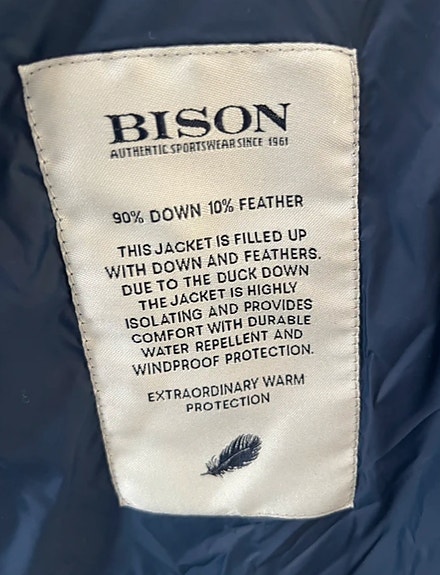 BISON
AUTHENTIC SPORTSWEAR SINCE 1961
90% DOWN 10% FEATHER
THIS JACKET IS FILLED UP
WITH DOWN AND FEATHERS.
DUE TO THE DUCK DOWN
THE JACKET IS HIGHLY
ISOLATING AND PROVIDES
COMFORT WITH DURABLE
WATER REPELLENT AND
WINDPROOF PROTECTION.
EXTRAORDINARY WARM
PROTECTION